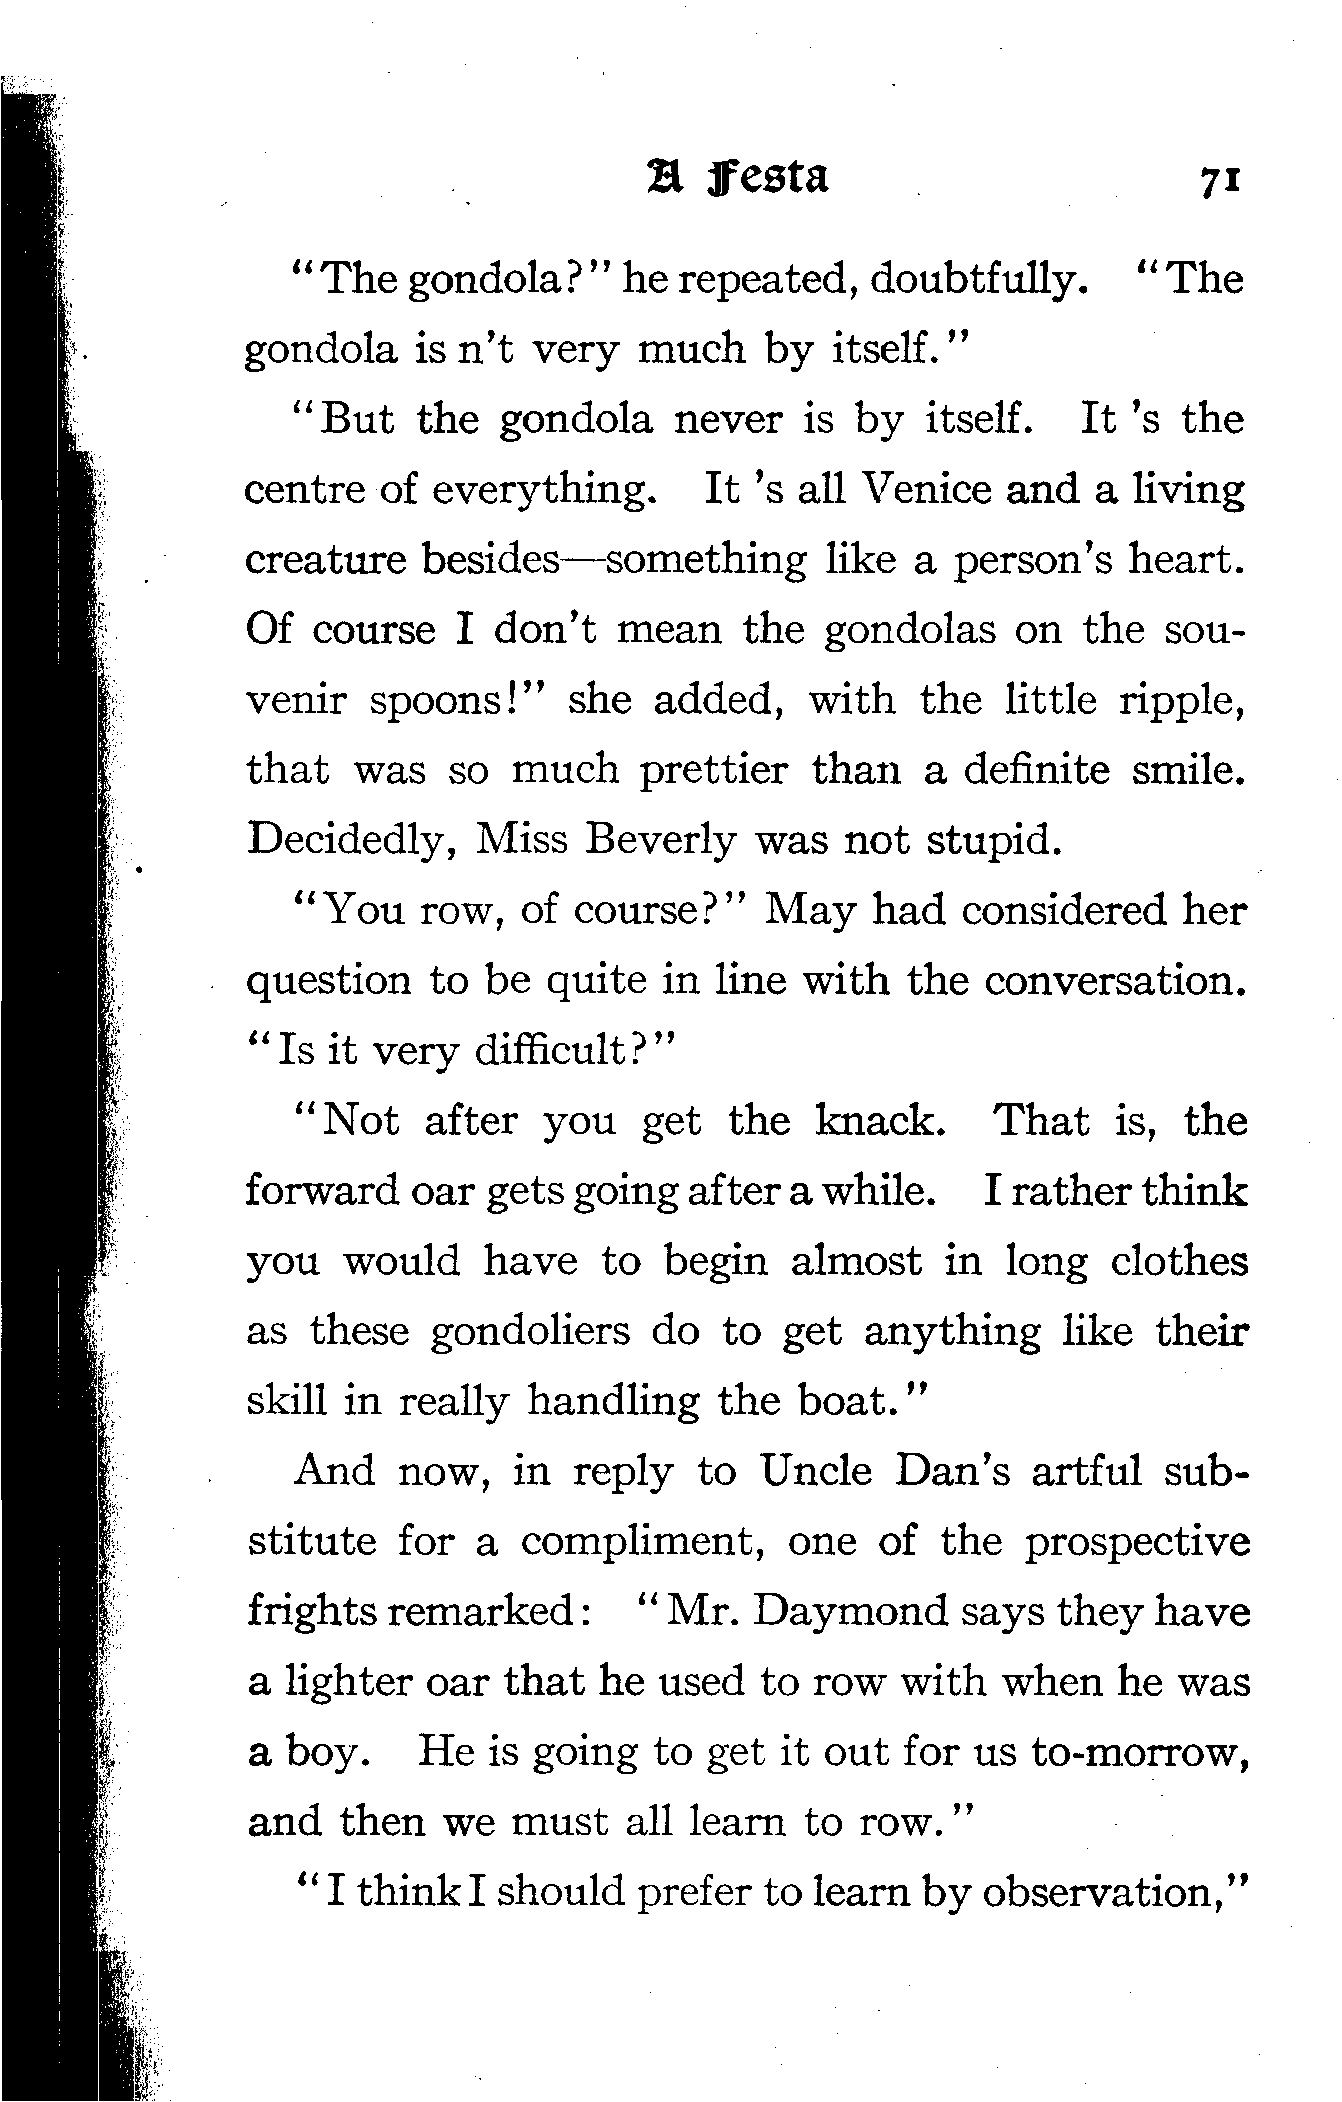 A Festa 71
"The gondola?" he repeated, doubtfully. "The
gondola is n't very much by itself."
"But the gondola never is by itself. It 's the
centre of everything. It 's all Venice and a living
creature besides—something like a person's heart.
Of course I don't mean the gondolas on the sou-
venir spoons!" she added, with the little ripple,
that was so much prettier than a definite smile.
Decidedly, Miss Beverly was not stupid.
"You row, of course?" May had considered her
question to be quite in line with the conversation.
"Is it very difficult?"
"Not after you get the knack. That is, the
forward oar gets going after a while. I rather think
you would have to begin almost in long clothes
as these gondoliers do to get anything like their
skill in really handling the boat."
And now, in reply to Uncle Dan's artful sub-
stitute for a compliment, one of the prospective
frights remarked: "Mr. Daymond says they have
a lighter oar that he used to row with when he was
a boy. He is going to get it out for us to-morrow,
and then we must all learn to row."
"I think I should prefer to learn by observation,"